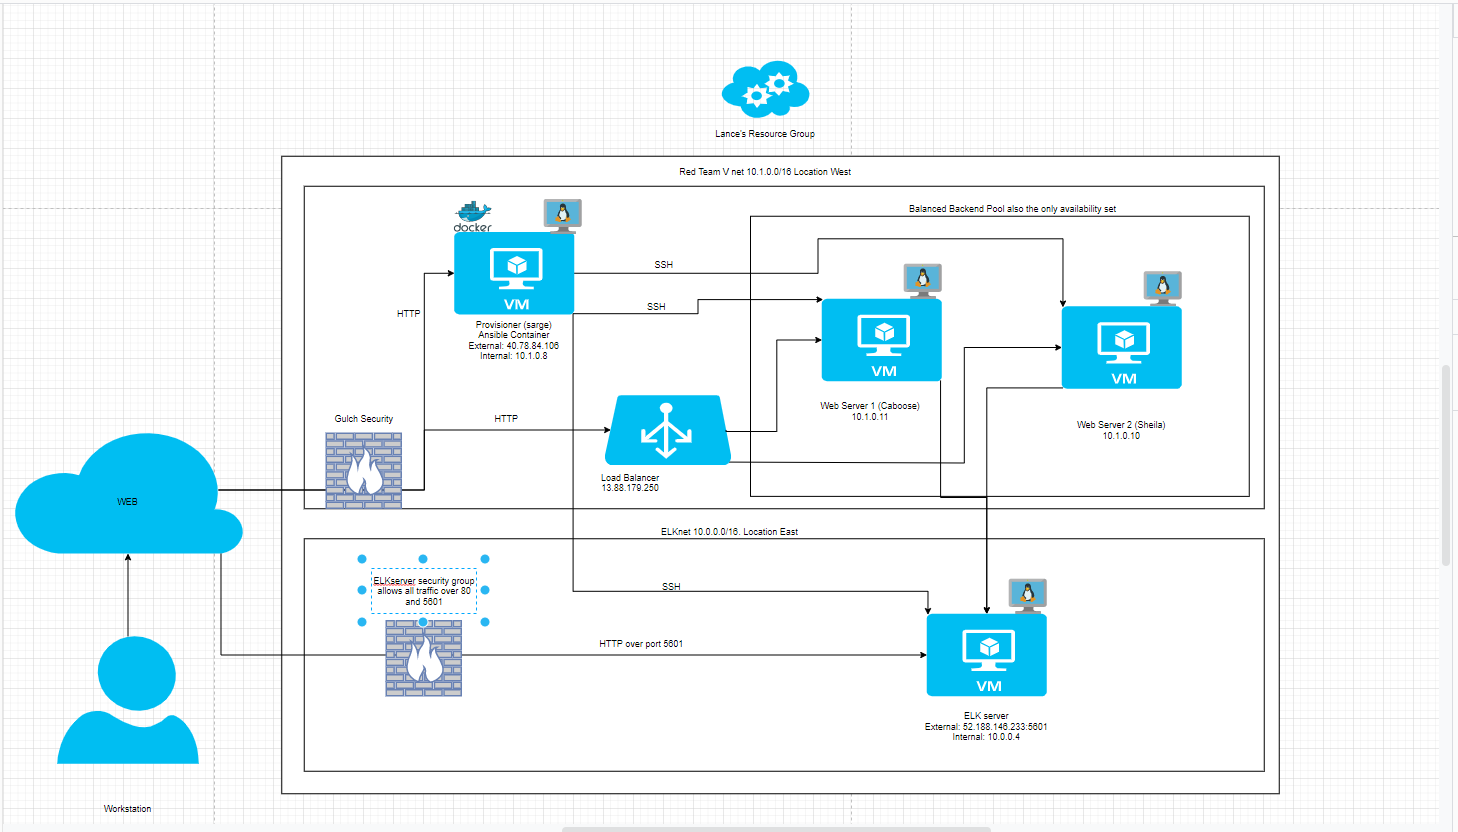 Lance's Resource Group
Red Team V net 10.1.0.0/16 Location West
Balanced Backend Pool also the only availability set
docker
VM
SSH
SSH
HTTP
Provisioner (sarge)
Ansible Container
External: 40.78.84.106
Internal: 10.1.0.8
VM
VM
Web Server 1 (Caboose)
10.1.0.11
Web Server 2 (Sheila)
10.1.0.10
Gulch Security
HTTP
Load Balancer
13.88.179.250
WEB
ELKnet 10.0.0.0/16. Location East
ELKserver security group
allows all traffic over 80
and 5601
SSH
HTTP over port 5601
VM
ELK server
External: 52.188.146.233:5601
Internal: 10.0.0.4
Workstation